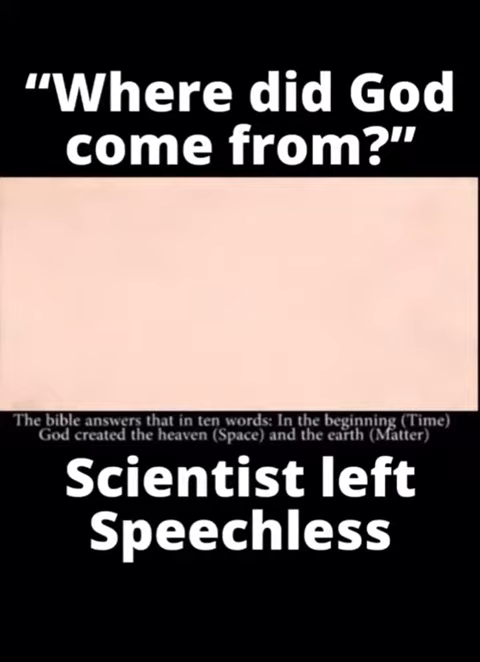 “Where did God
come from?”
The bible answers that in ten words: In the beginning (Time)
God created the heaven (Space) and the earth (Matter)
Scientist left
Speechless